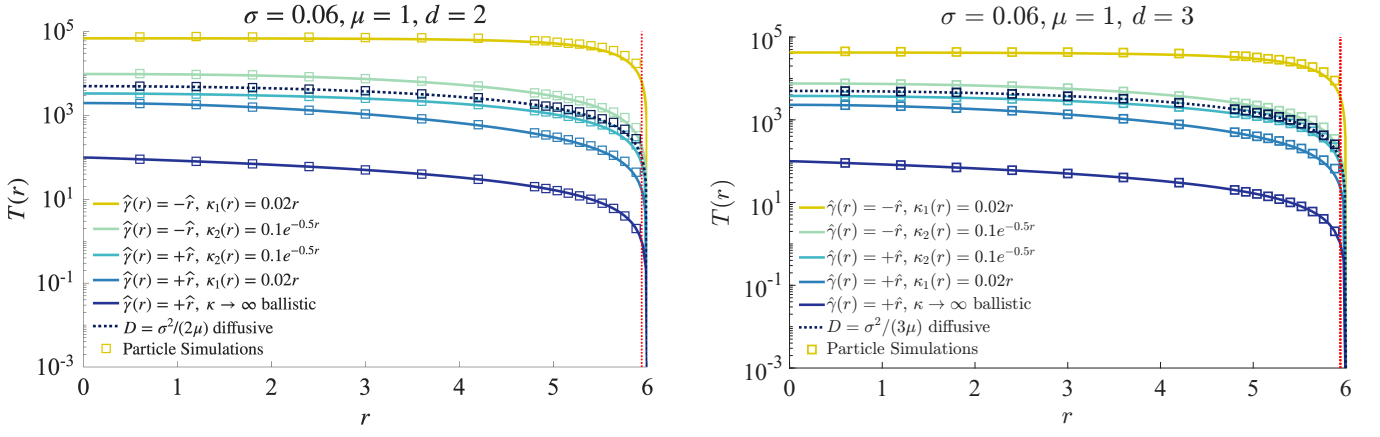 σ = 0.06, μ = 1, d = 2
10^5
10^3
10^1
10^{-1}
10^{-3}
T(r)
γ̂(r) = −r̂, κ₁(r) = 0.02r
γ̂(r) = −r̂, κ₂(r) = 0.1e^{−0.5r}
γ̂(r) = +r̂, κ₂(r) = 0.1e^{−0.5r}
γ̂(r) = +r̂, κ₁(r) = 0.02r
γ̂(r) = +r̂, κ → ∞ ballistic
D = σ²/(2μ) diffusive
Particle Simulations
0 1 2 3 4 5 6
r
σ = 0.06, μ = 1, d = 3
10^5
10^3
10^1
10^{-1}
10^{-3}
T(r)
γ̂(r) = −r̂, κ₁(r) = 0.02r
γ̂(r) = −r̂, κ₂(r) = 0.1e^{−0.5r}
γ̂(r) = +r̂, κ₂(r) = 0.1e^{−0.5r}
γ̂(r) = +r̂, κ₁(r) = 0.02r
γ̂(r) = +r̂, κ → ∞ ballistic
D = σ²/(3μ) diffusive
Particle Simulations
0 1 2 3 4 5 6
r